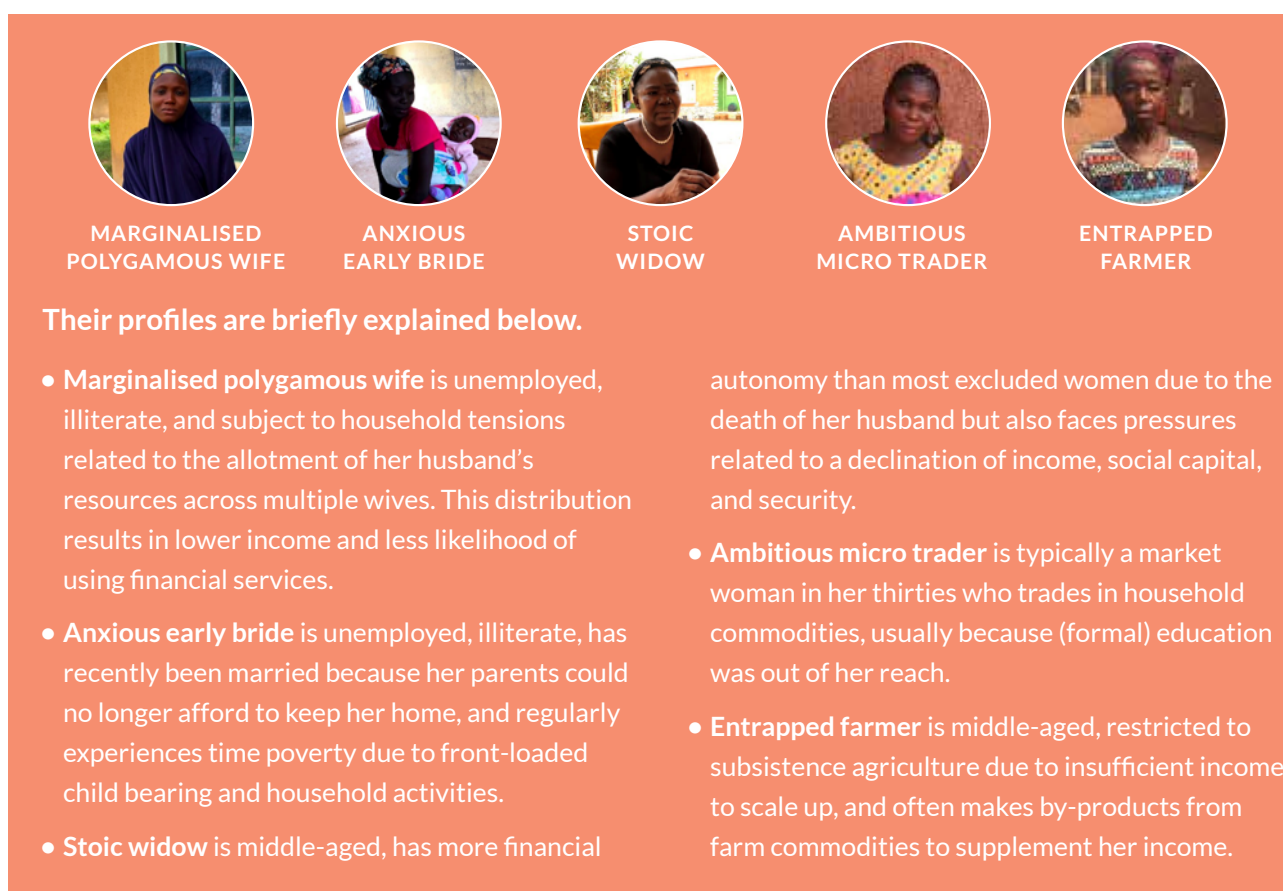 MARGINALISED
POLYGAMOUS WIFE
ANXIOUS
EARLY BRIDE
STOIC
WIDOW
AMBITIOUS
MICRO TRADER
ENTRAPPED
FARMER
Their profiles are briefly explained below.
● Marginalised polygamous wife is unemployed,
illiterate, and subject to household tensions
related to the allotment of her husband’s
resources across multiple wives. This distribution
results in lower income and less likelihood of
using financial services.
● Anxious early bride is unemployed, illiterate, has
recently been married because her parents could
no longer afford to keep her home, and regularly
experiences time poverty due to front-loaded
child bearing and household activities.
● Stoic widow is middle-aged, has more financial
autonomy than most excluded women due to the
death of her husband but also faces pressures
related to a declination of income, social capital,
and security.
● Ambitious micro trader is typically a market
woman in her thirties who trades in household
commodities, usually because (formal) education
was out of her reach.
● Entrapped farmer is middle-aged, restricted to
subsistence agriculture due to insufficient income
to scale up, and often makes by-products from
farm commodities to supplement her income.